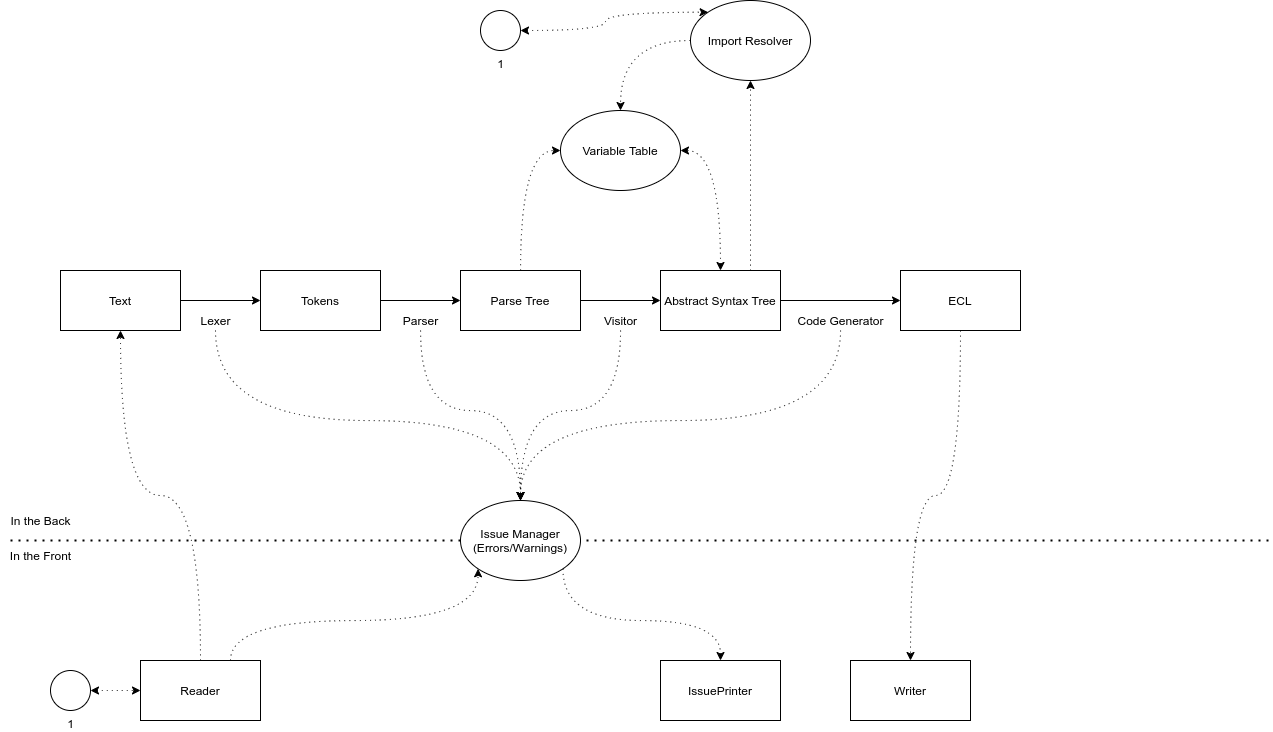 Import Resolver
1
Variable Table
Text
Tokens
Parse Tree
Abstract Syntax Tree
ECL
Lexer
Parser
Visitor
Code Generator
In the Back
Issue Manager
(Errors/Warnings)
In the Front
Reader
IssuePrinter
Writer
1